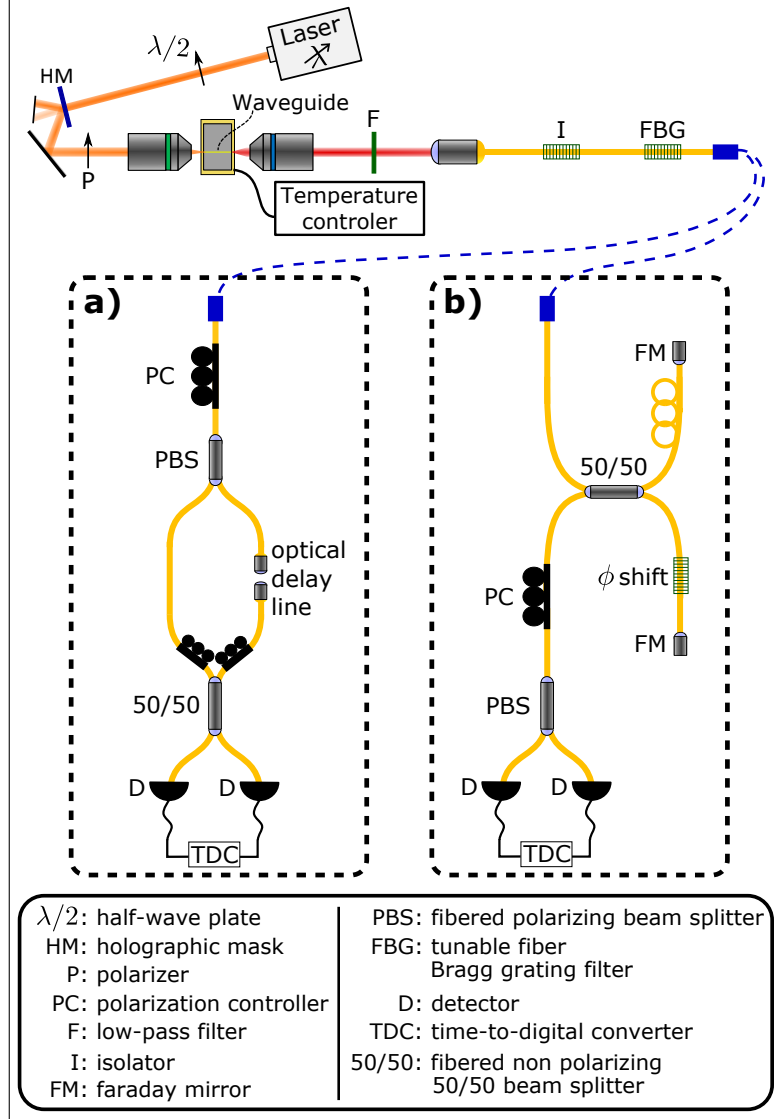 Laser
λ/2
HM
Waveguide
F
I
FBG
P
Temperature
controler
a)
b)
PC
FM
PBS
50/50
optical
delay
line
ϕ shift
PC
FM
50/50
PBS
D
D
D
D
TDC
TDC
λ/2: half-wave plate
HM: holographic mask
P: polarizer
PC: polarization controller
F: low-pass filter
I: isolator
FM: faraday mirror
PBS: fibered polarizing beam splitter
FBG: tunable fiber
Bragg grating filter
D: detector
TDC: time-to-digital converter
50/50: fibered non polarizing
50/50 beam splitter